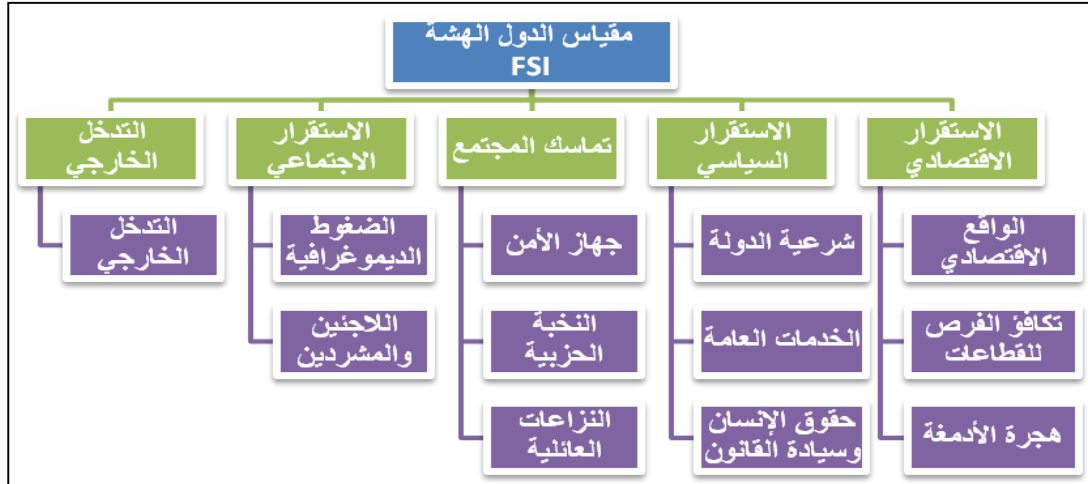 مقياس الدول الهشة
FSI
الاستقرار
الاقتصادي
الواقع
الاقتصادي
تكافؤ الفرص
للقطاعات
هجرة الأدمغة
الاستقرار
السياسي
شرعية الدولة
الخدمات العامة
حقوق الإنسان
وسيادة القانون
تماسك المجتمع
جهاز الأمن
النخبة
الحزبية
النزاعات
العائلية
الاستقرار
الاجتماعي
الضغوط
الديموغرافية
اللاجئين
والمشردين
التدخل
الخارجي
التدخل
الخارجي